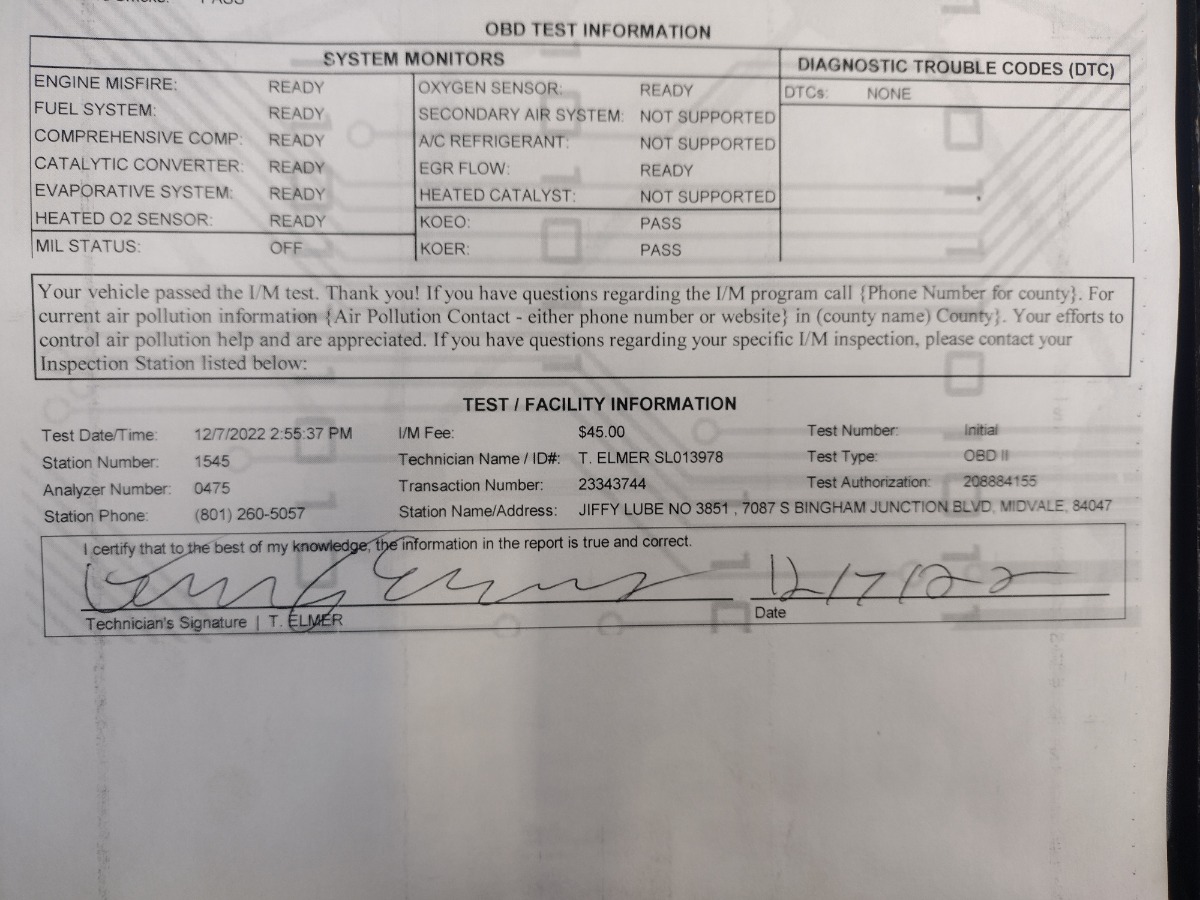 PASS
OBD TEST INFORMATION
SYSTEM MONITORS
DIAGNOSTIC TROUBLE CODES (DTC)
ENGINE MISFIRE: READY OXYGEN SENSOR: READY DTCs: NONE
FUEL SYSTEM: READY SECONDARY AIR SYSTEM: NOT SUPPORTED
COMPREHENSIVE COMP: READY A/C REFRIGERANT: NOT SUPPORTED
CATALYTIC CONVERTER: READY EGR FLOW: READY
EVAPORATIVE SYSTEM: READY HEATED CATALYST: NOT SUPPORTED
HEATED O2 SENSOR: READY KOEO: PASS
MIL STATUS: OFF KOER: PASS
Your vehicle passed the I/M test. Thank you! If you have questions regarding the I/M program call {Phone Number for county}. For
current air pollution information {Air Pollution Contact - either phone number or website} in (county name) County}. Your efforts to
control air pollution help and are appreciated. If you have questions regarding your specific I/M inspection, please contact your
Inspection Station listed below:
TEST / FACILITY INFORMATION
Test Date/Time: 12/7/2022 2:55:37 PM I/M Fee: $45.00 Test Number: Initial
Station Number: 1545 Technician Name / ID#: T. ELMER SL013978 Test Type: OBD II
Analyzer Number: 0475 Transaction Number: 23343744 Test Authorization: 208884155
Station Phone: (801) 260-5057 Station Name/Address: JIFFY LUBE NO 3851 , 7087 S BINGHAM JUNCTION BLVD, MIDVALE, 84047
I certify that to the best of my knowledge, the information in the report is true and correct.
12/7/22
Technician's Signature | T. ELMER Date